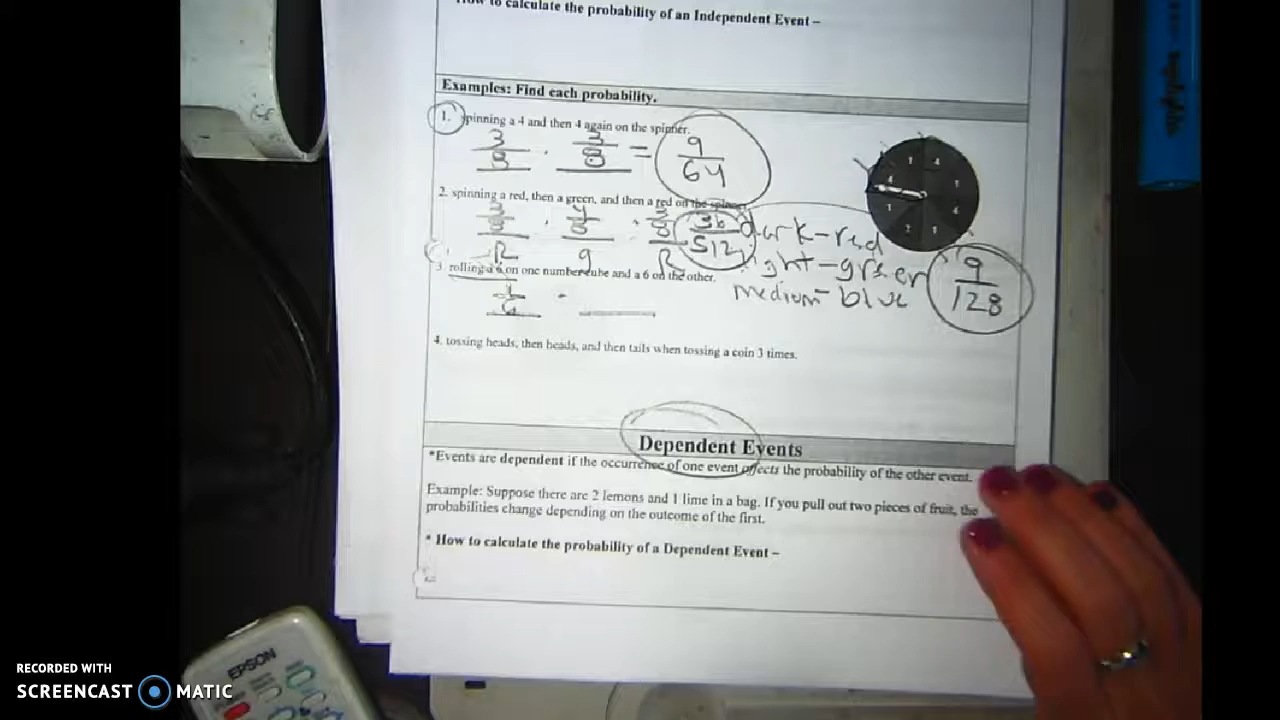 How to calculate the probability of an Independent Event –
Examples: Find each probability.
1. spinning a 4 and then 4 again on the spinner.
3/8 · 3/8 = 9/64
2. spinning a red, then a green, and then a red on the spinner.
3/8 · 4/8 · 3/8 36/512
R g R
dark-red
light-green
medium-blue
9/128
3. rolling a 6 on one number cube and a 6 on the other.
1/6 ·
4. tossing heads, then heads, and then tails when tossing a coin 3 times.
Dependent Events
*Events are dependent if the occurrence of one event affects the probability of the other event.
Example: Suppose there are 2 lemons and 1 lime in a bag. If you pull out two pieces of fruit, the
probabilities change depending on the outcome of the first.
* How to calculate the probability of a Dependent Event –
EPSON
RECORDED WITH
SCREENCAST MATIC